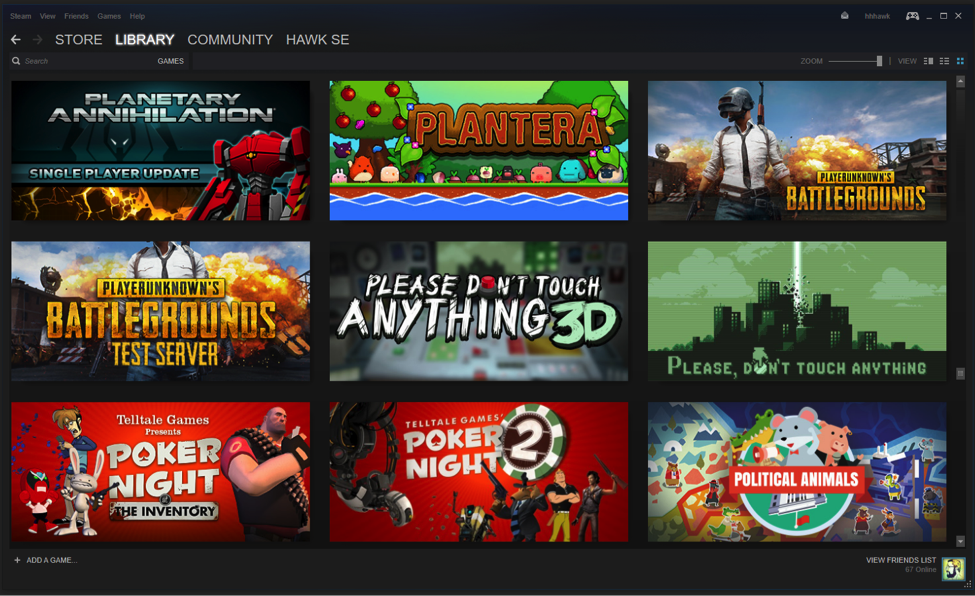 Steam View Friends Games Help
hhhawk
STORE LIBRARY COMMUNITY HAWK SE
Search GAMES
ZOOM VIEW
PLANETARY
ANNIHILATION
SINGLE PLAYER UPDATE
PLANTERA
PLAYERUNKNOWN'S
BATTLEGROUNDS
PLAYERUNKNOWN'S
BATTLEGROUNDS
TEST SERVER
PLEASE DON'T TOUCH
ANYTHING 3D
PLEASE, DON'T TOUCH ANYTHING
Telltale Games
Presents
POKER
NIGHT
AT
THE INVENTORY
TELLTALE GAMES'
POKER
NIGHT 2
POLITICAL ANIMALS
+ ADD A GAME...
VIEW FRIENDS LIST
67 Online